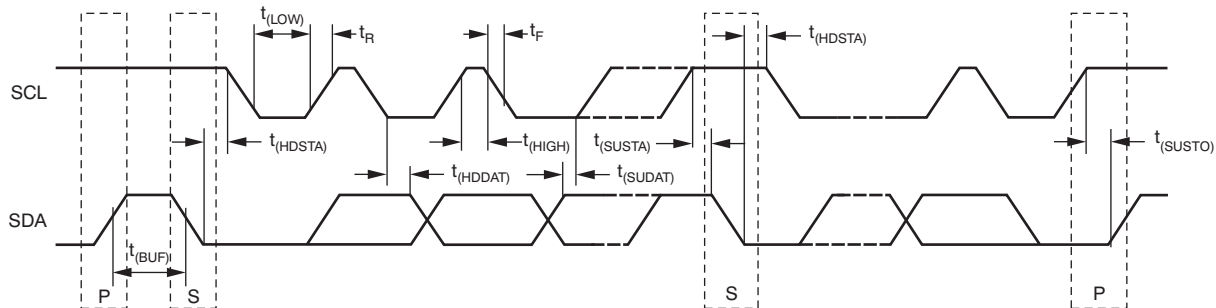 t(LOW)
tR
tF
t(HDSTA)
SCL
t(HDSTA)
t(HIGH)
t(SUSTA)
t(SUSTO)
t(HDDAT)
t(SUDAT)
SDA
t(BUF)
P
S
S
P